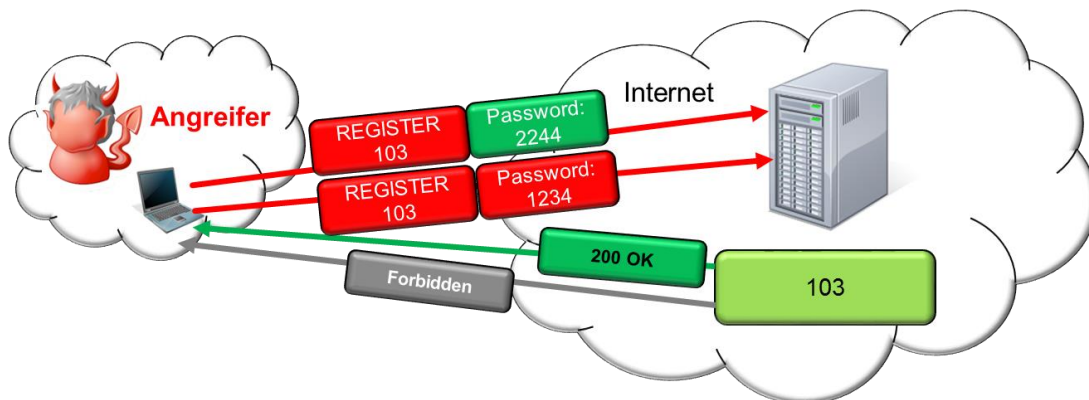 Internet
Angreifer
REGISTER
103
Password:
2244
REGISTER
103
Password:
1234
200 OK
Forbidden
103